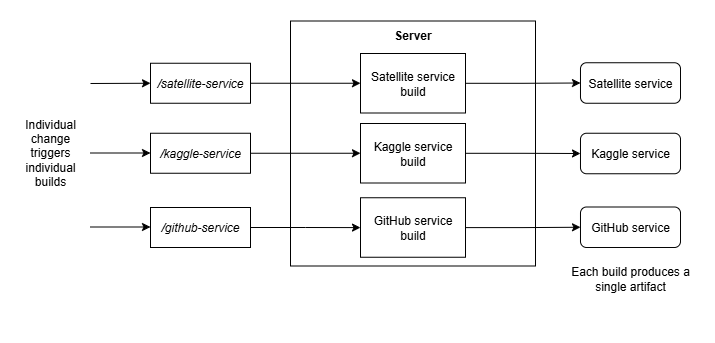 Server
/satellite-service
Satellite service
build
Satellite service
Individual
change
triggers
individual
builds
/kaggle-service
Kaggle service
build
Kaggle service
/github-service
GitHub service
build
GitHub service
Each build produces a
single artifact